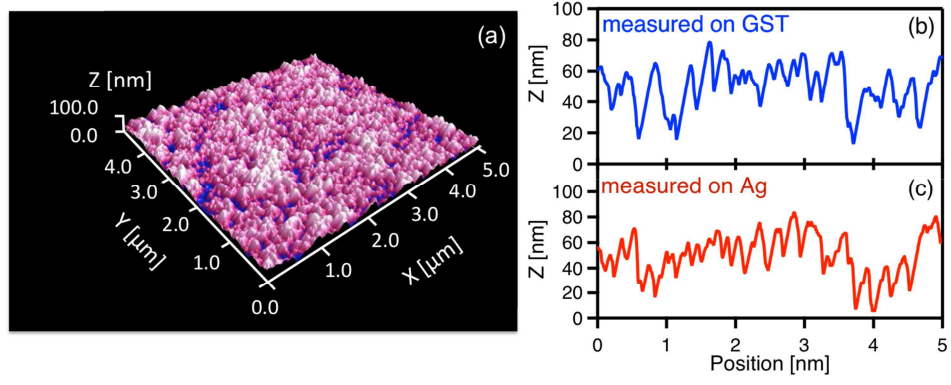 (a)
Z [nm]
100.0
0.0
4.0
3.0
2.0
1.0
Y [μm]
0.0
1.0
2.0
3.0
4.0
5.0
X [μm]
measured on GST
(b)
Z [nm]
100
80
60
40
20
0
measured on Ag
(c)
Z [nm]
100
80
60
40
20
0
0 1 2 3 4 5
Position [nm]